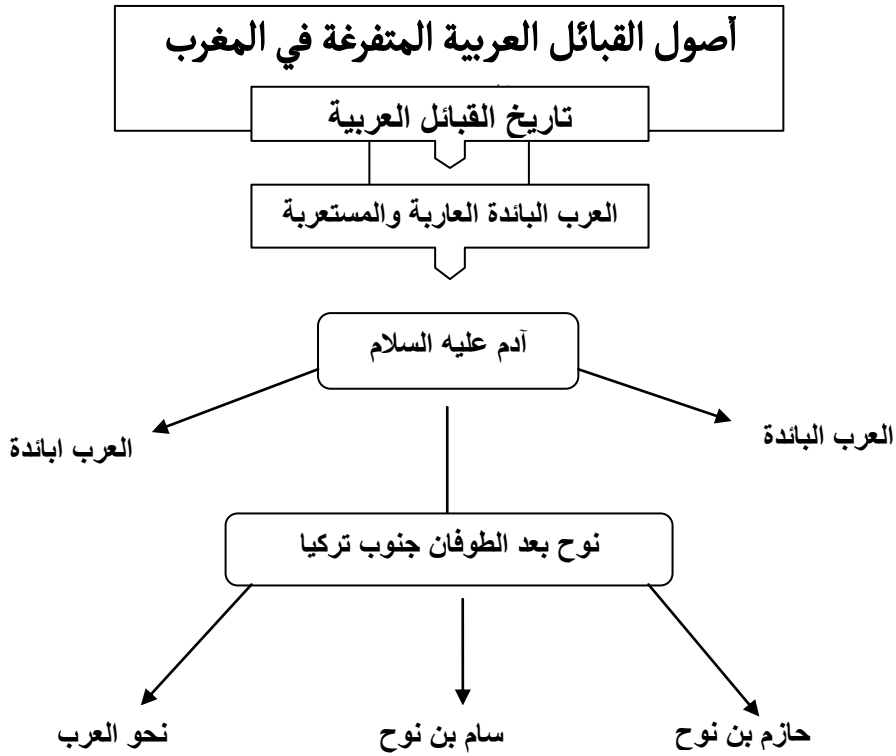 أصول القبائل العربية المتفرغة في المغرب
تاريخ القبائل العربية
العرب البائدة العاربة والمستعربة
آدم عليه السلام
العرب البائدة
العرب ابائدة
نوح بعد الطوفان جنوب تركيا
حازم بن نوح
سام بن نوح
نحو العرب